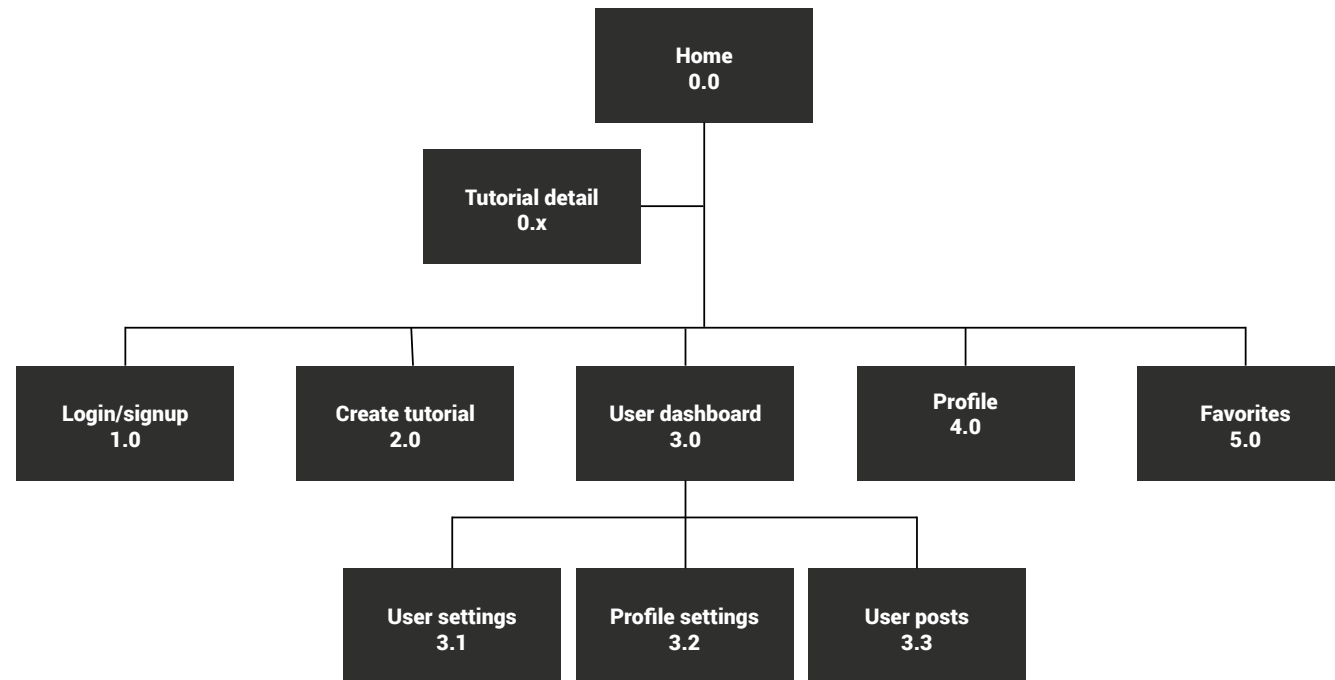 Home
0.0
Tutorial detail
0.x
Login/signup
1.0
Create tutorial
2.0
User dashboard
3.0
Profile
4.0
Favorites
5.0
User settings
3.1
Profile settings
3.2
User posts
3.3